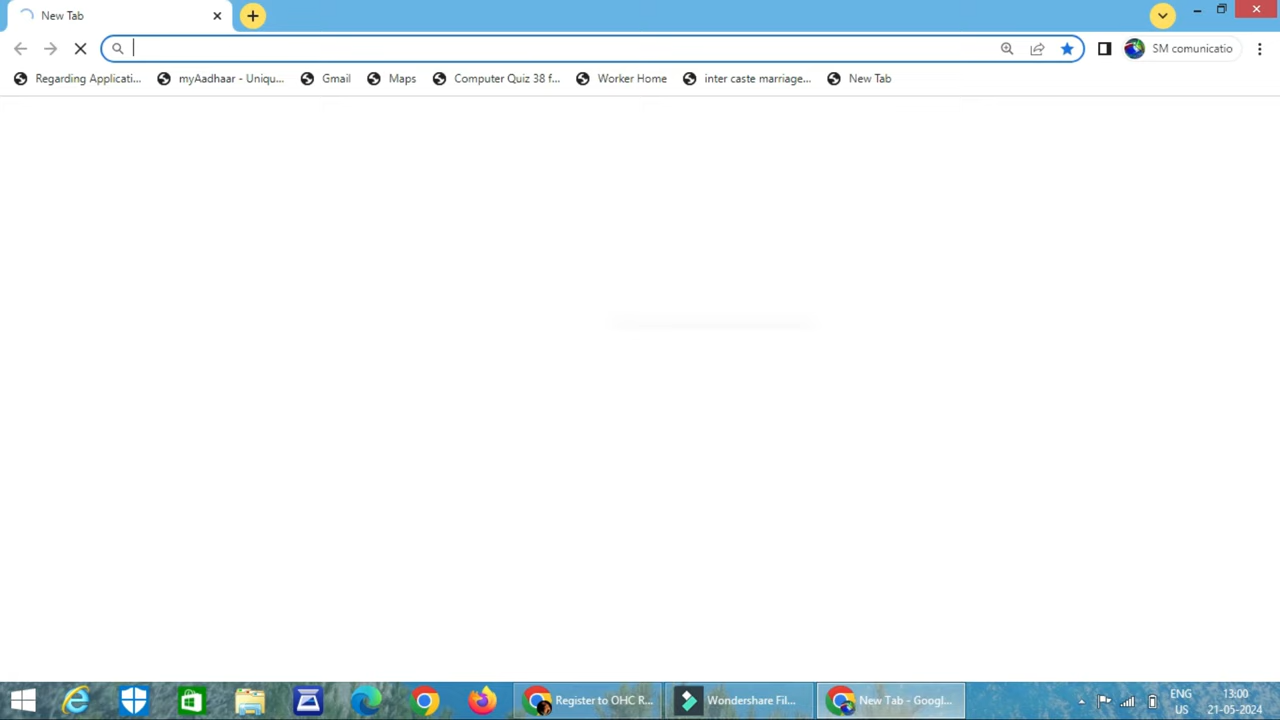 New Tab
SM comunicatio
Regarding Applicati...
myAadhaar - Uniqu...
Gmail
Maps
Computer Quiz 38 f...
Worker Home
inter caste marriage...
New Tab
Register to OHC R...
Wondershare Fil...
New Tab - Googl...
ENG
US
13:00
21-05-2024